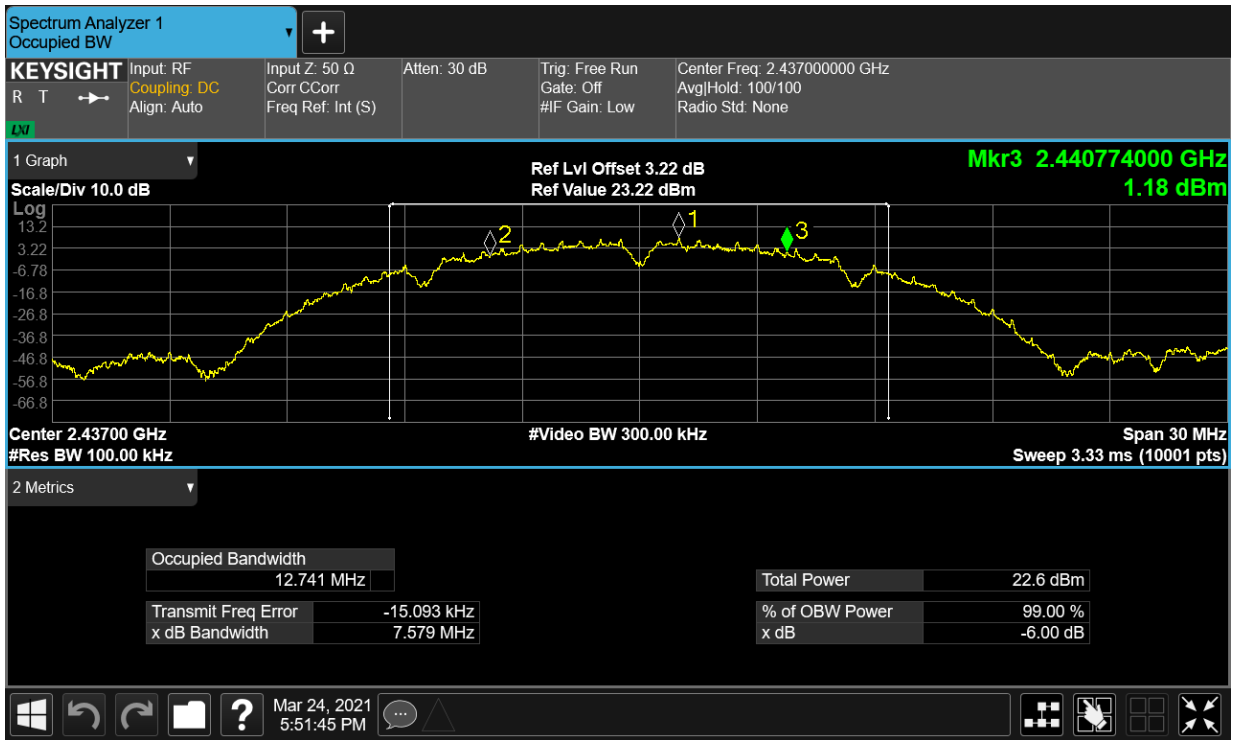 Spectrum Analyzer 1
Occupied BW
+
KEYSIGHT
R T
LXI
Input: RF
Coupling: DC
Align: Auto
Input Z: 50 Ω
Corr CCorr
Freq Ref: Int (S)
Atten: 30 dB
Trig: Free Run
Gate: Off
#IF Gain: Low
Center Freq: 2.437000000 GHz
Avg|Hold: 100/100
Radio Std: None
1 Graph
Scale/Div 10.0 dB
Ref Lvl Offset 3.22 dB
Ref Value 23.22 dBm
Mkr3 2.440774000 GHz
1.18 dBm
Log
13.2
3.22
-6.78
-16.8
-26.8
-36.8
-46.8
-56.8
-66.8
2
1
3
Center 2.43700 GHz
#Res BW 100.00 kHz
#Video BW 300.00 kHz
Span 30 MHz
Sweep 3.33 ms (10001 pts)
2 Metrics
Occupied Bandwidth
12.741 MHz
Transmit Freq Error -15.093 kHz
x dB Bandwidth 7.579 MHz
Total Power 22.6 dBm
% of OBW Power 99.00 %
x dB -6.00 dB
?
Mar 24, 2021
5:51:45 PM